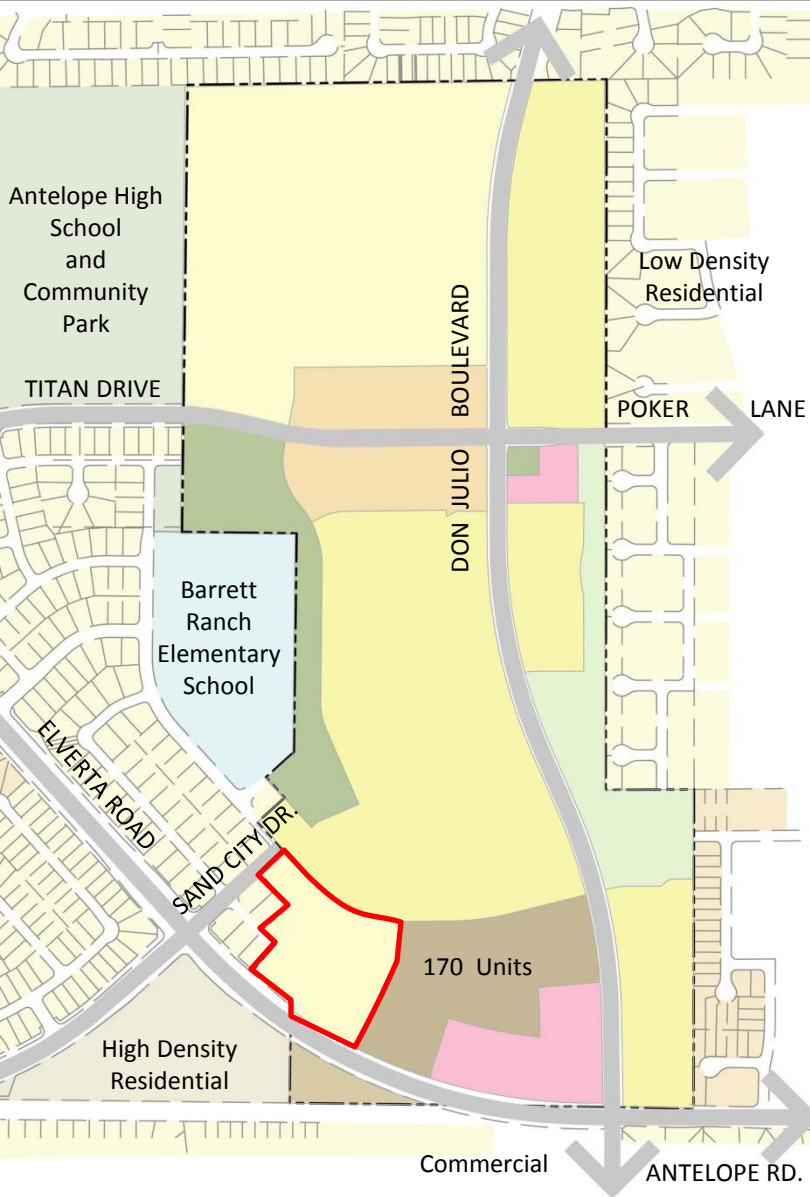 Antelope High
School
and
Community
Park
Low Density
Residential
DON JULIO BOULEVARD
TITAN DRIVE
POKER LANE
Barrett
Ranch
Elementary
School
ELVERTA ROAD
SAND CITY DR.
170 Units
High Density
Residential
Commercial
ANTELOPE RD.